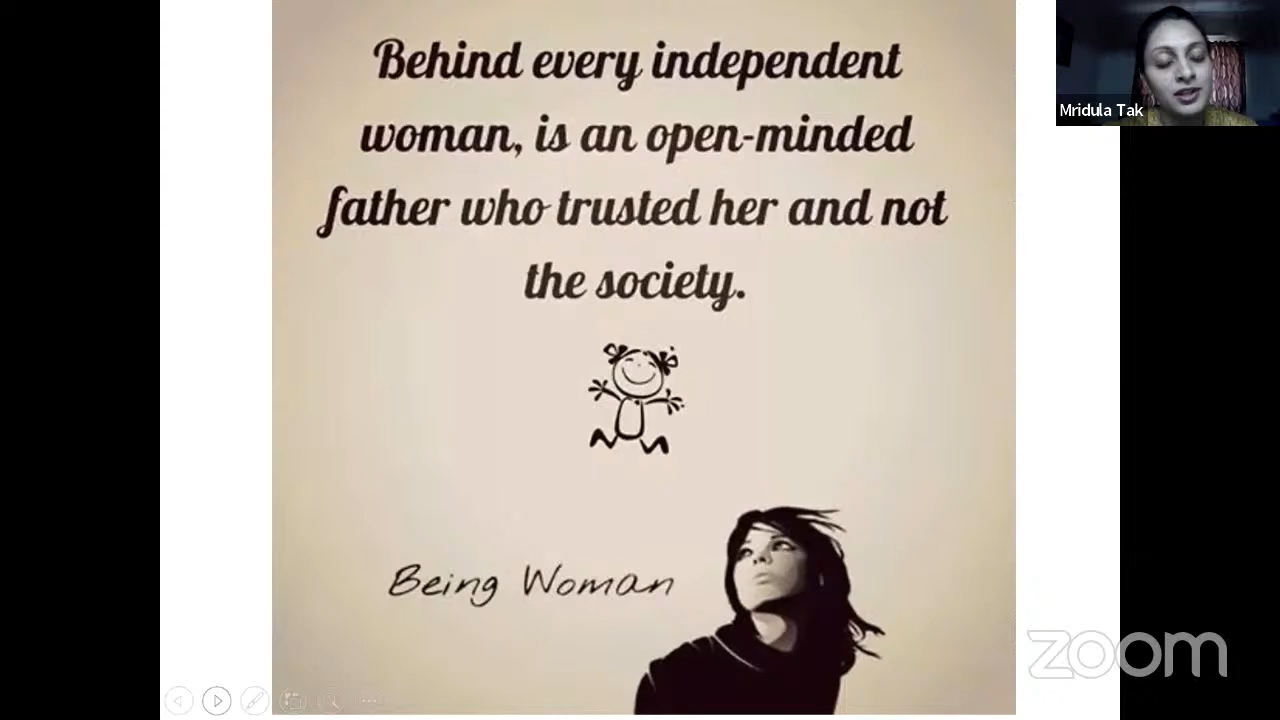 Behind every independent
woman, is an open-minded
father who trusted her and not
the society.
Being Woman
Mridula Tak
zoom